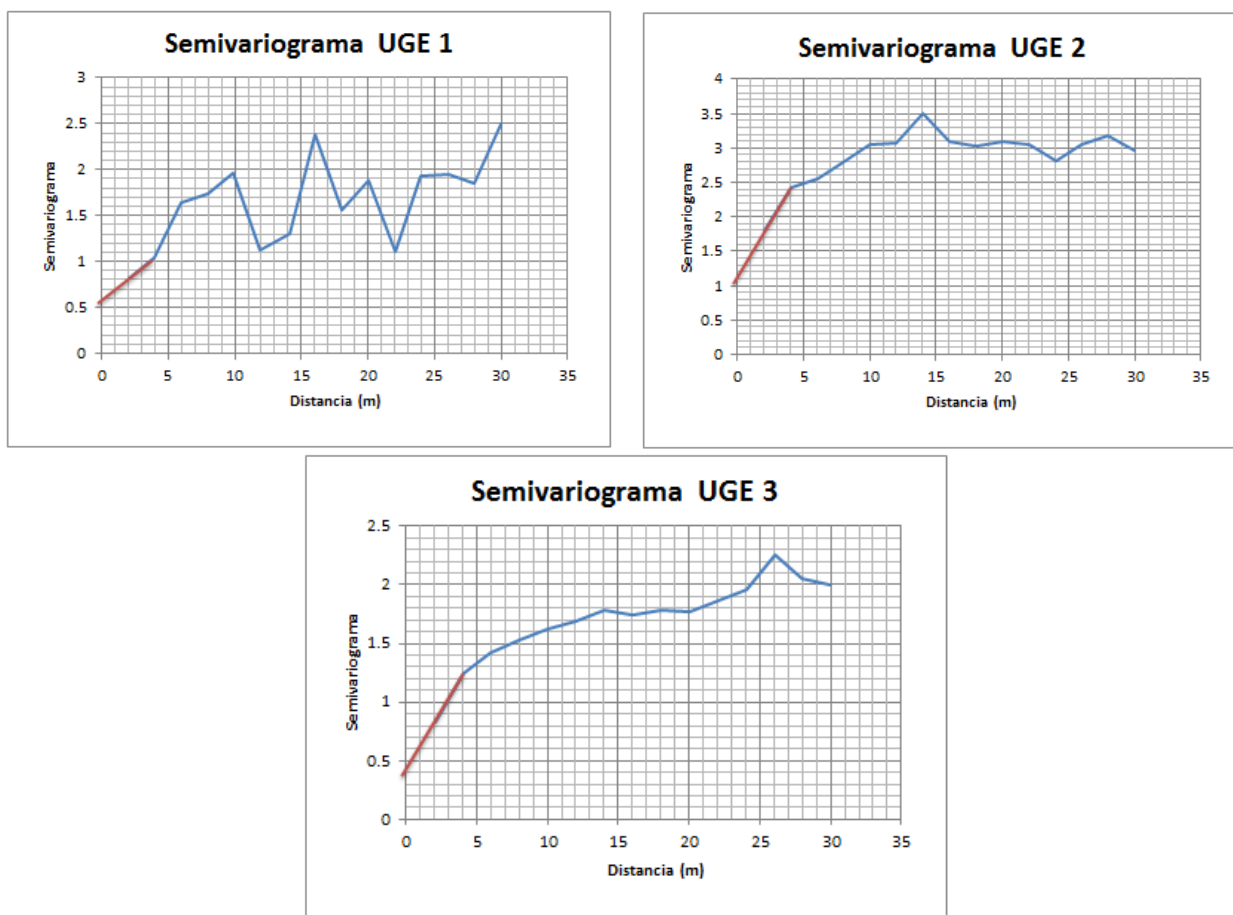 Semivariograma UGE 1
3
2.5
2
1.5
1
0.5
0
Semivariograma
0 5 10 15 20 25 30 35
Distancia (m)
Semivariograma UGE 2
4
3.5
3
2.5
2
1.5
1
0.5
0
Semivariograma
0 5 10 15 20 25 30 35
Distancia (m)
Semivariograma UGE 3
2.5
2
1.5
1
0.5
0
Semivariograma
0 5 10 15 20 25 30 35
Distancia (m)